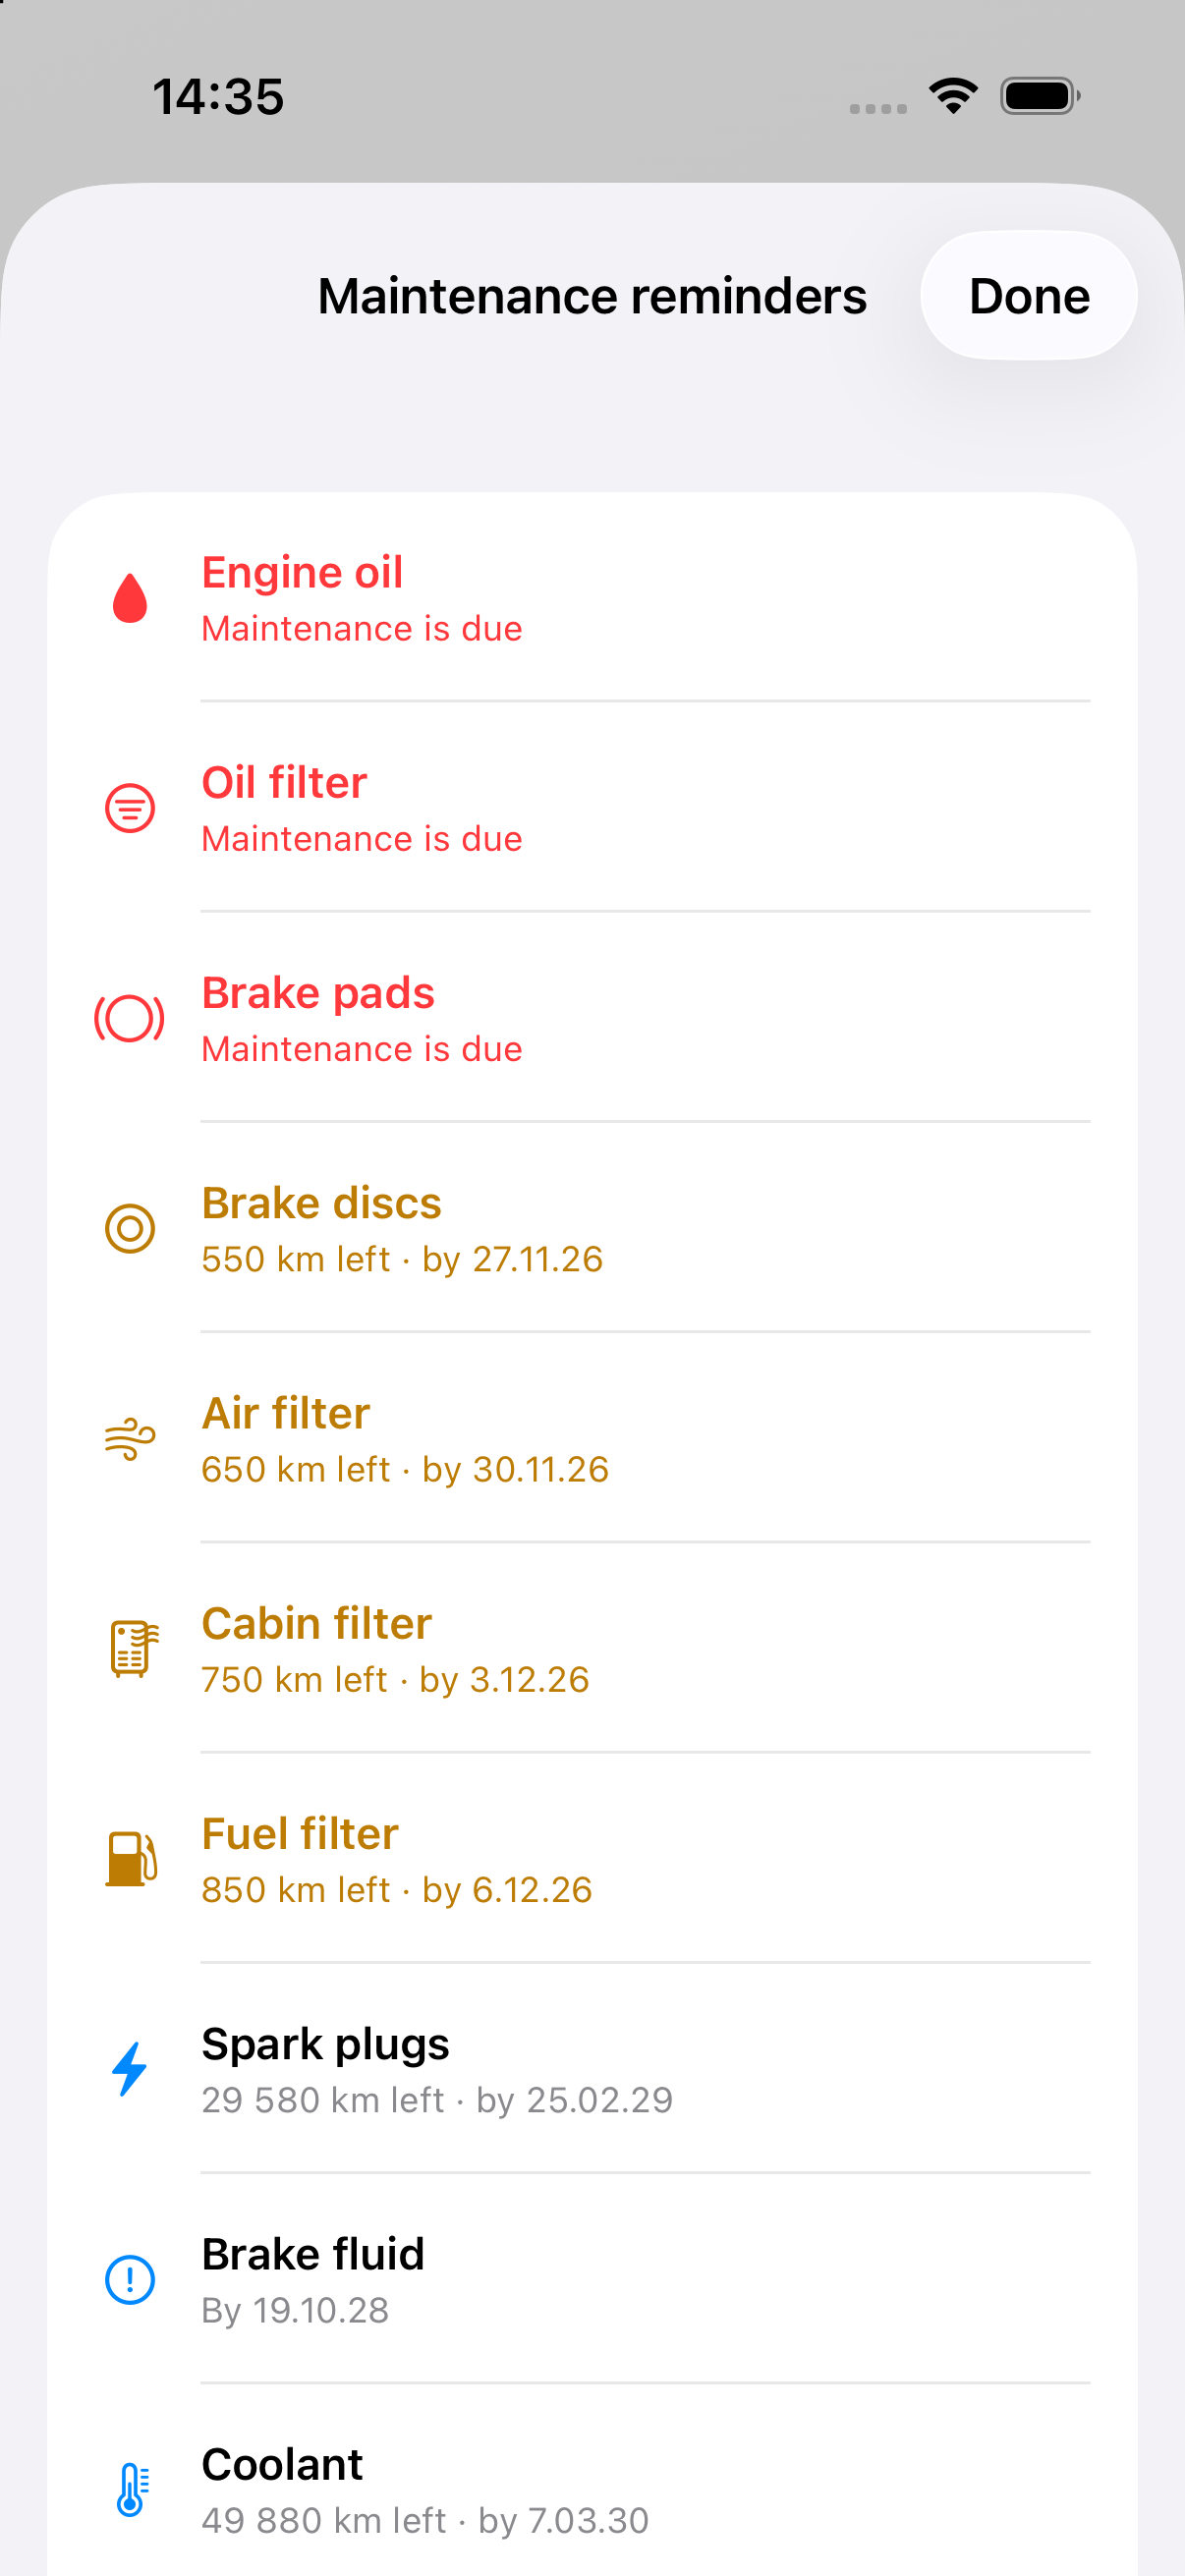 14:35
Maintenance reminders
Done
Engine oil
Maintenance is due
Oil filter
Maintenance is due
Brake pads
Maintenance is due
Brake discs
550 km left · by 27.11.26
Air filter
650 km left · by 30.11.26
Cabin filter
750 km left · by 3.12.26
Fuel filter
850 km left · by 6.12.26
Spark plugs
29 580 km left · by 25.02.29
Brake fluid
By 19.10.28
Coolant
49 880 km left · by 7.03.30